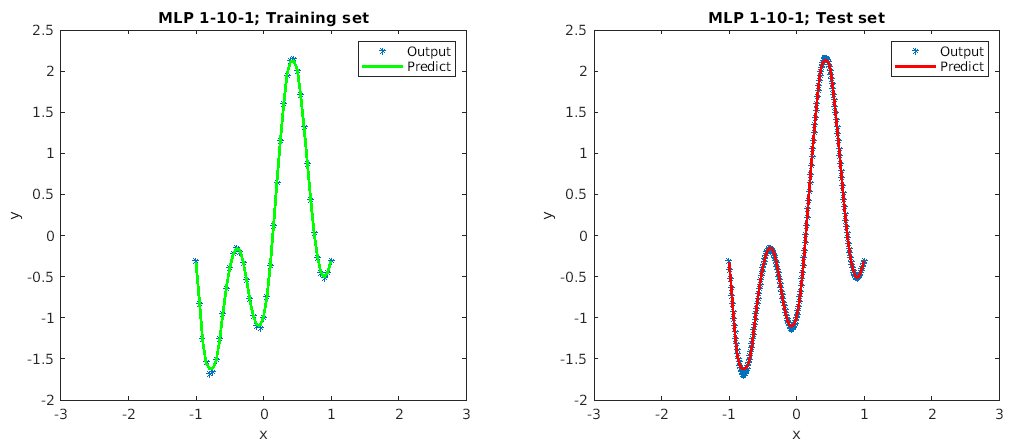 MLP 1-10-1; Training set
2.5
2
1.5
1
0.5
0
-0.5
-1
-1.5
-2
-3 -2 -1 0 1 2 3
x
y
Output
Predict
MLP 1-10-1; Test set
2.5
2
1.5
1
0.5
0
-0.5
-1
-1.5
-2
-3 -2 -1 0 1 2 3
x
y
Output
Predict